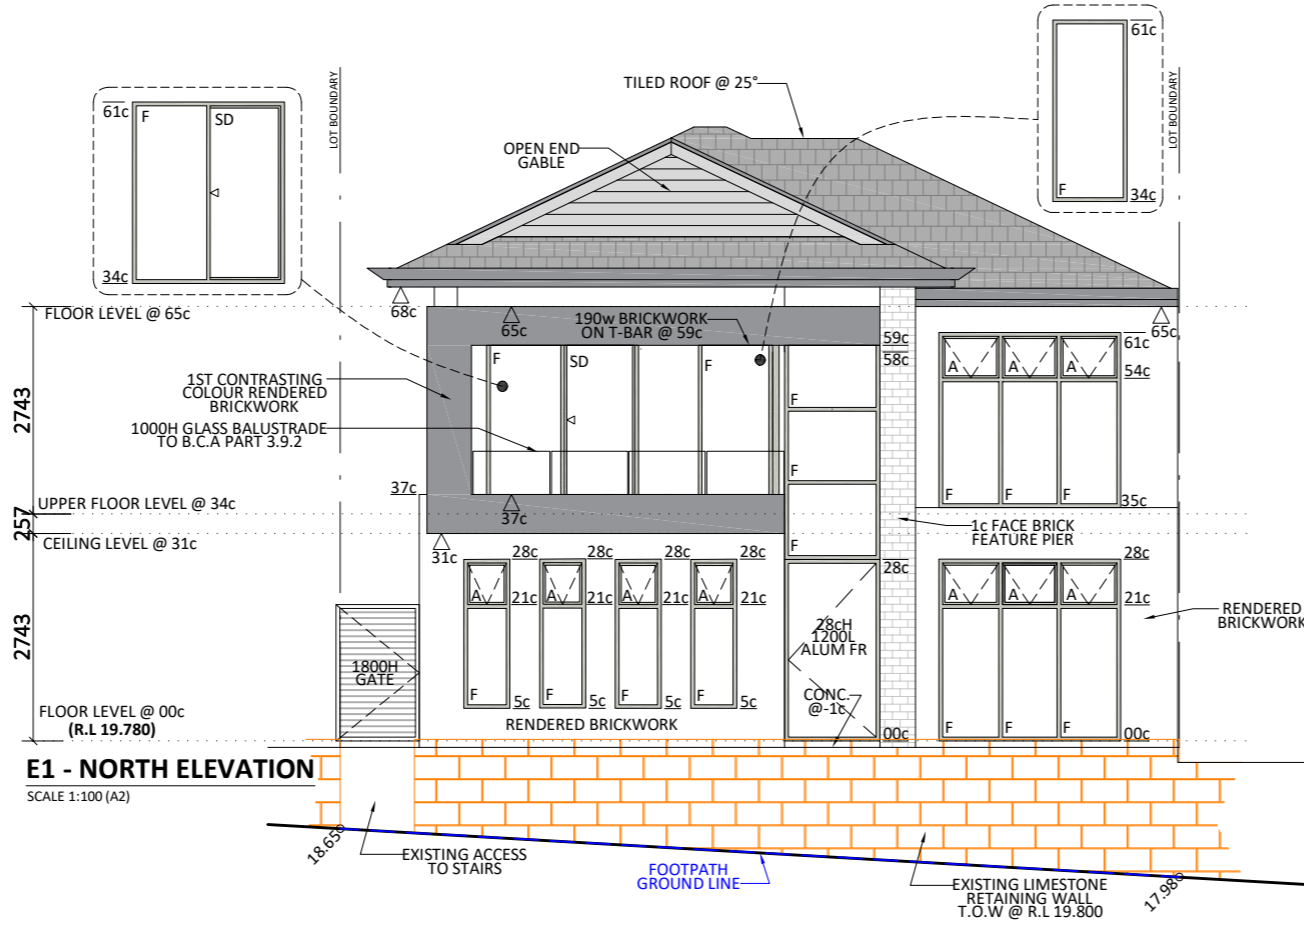 61c
F
SD
34c
LOT BOUNDARY
TILED ROOF @ 25°
OPEN END
GABLE
61c
F
34c
LOT BOUNDARY
FLOOR LEVEL @ 65c
68c
65c
190w BRICKWORK
ON T-BAR @ 59c
59c
58c
65c
61c
54c
A
A
A
F
SD
F
F
F
F
1ST CONTRASTING
COLOUR RENDERED
BRICKWORK
1000H GLASS BALUSTRADE
TO B.C.A PART 3.9.2
2743
37c
37c
F
F
F
35c
UPPER FLOOR LEVEL @ 34c
257
CEILING LEVEL @ 31c
31c
1c FACE BRICK
FEATURE PIER
28c
28c
28c
28c
28c
28c
A
A
A
A
A
A
A
21c
21c
21c
21c
21c
RENDERED
BRICKWORK
2743
1800H
GATE
28cH
1200L
ALUM FR
CONC.
@-1c
F
F
F
F
5c
5c
5c
5c
RENDERED BRICKWORK
FLOOR LEVEL @ 00c
(R.L 19.780)
00c
F
F
F
00c
E1 - NORTH ELEVATION
SCALE 1:100 (A2)
18.650
EXISTING ACCESS
TO STAIRS
FOOTPATH
GROUND LINE
EXISTING LIMESTONE
RETAINING WALL
T.O.W @ R.L 19.800
17.980